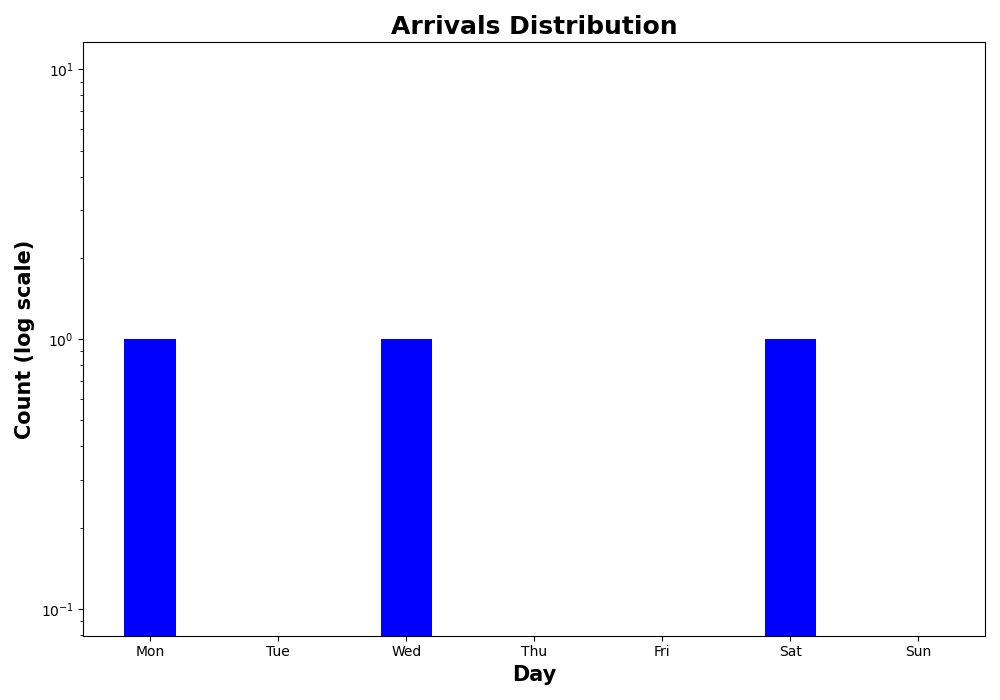 Arrivals Distribution
Count (log scale)
10¹
10⁰
10⁻¹
Mon Tue Wed Thu Fri Sat Sun
Day